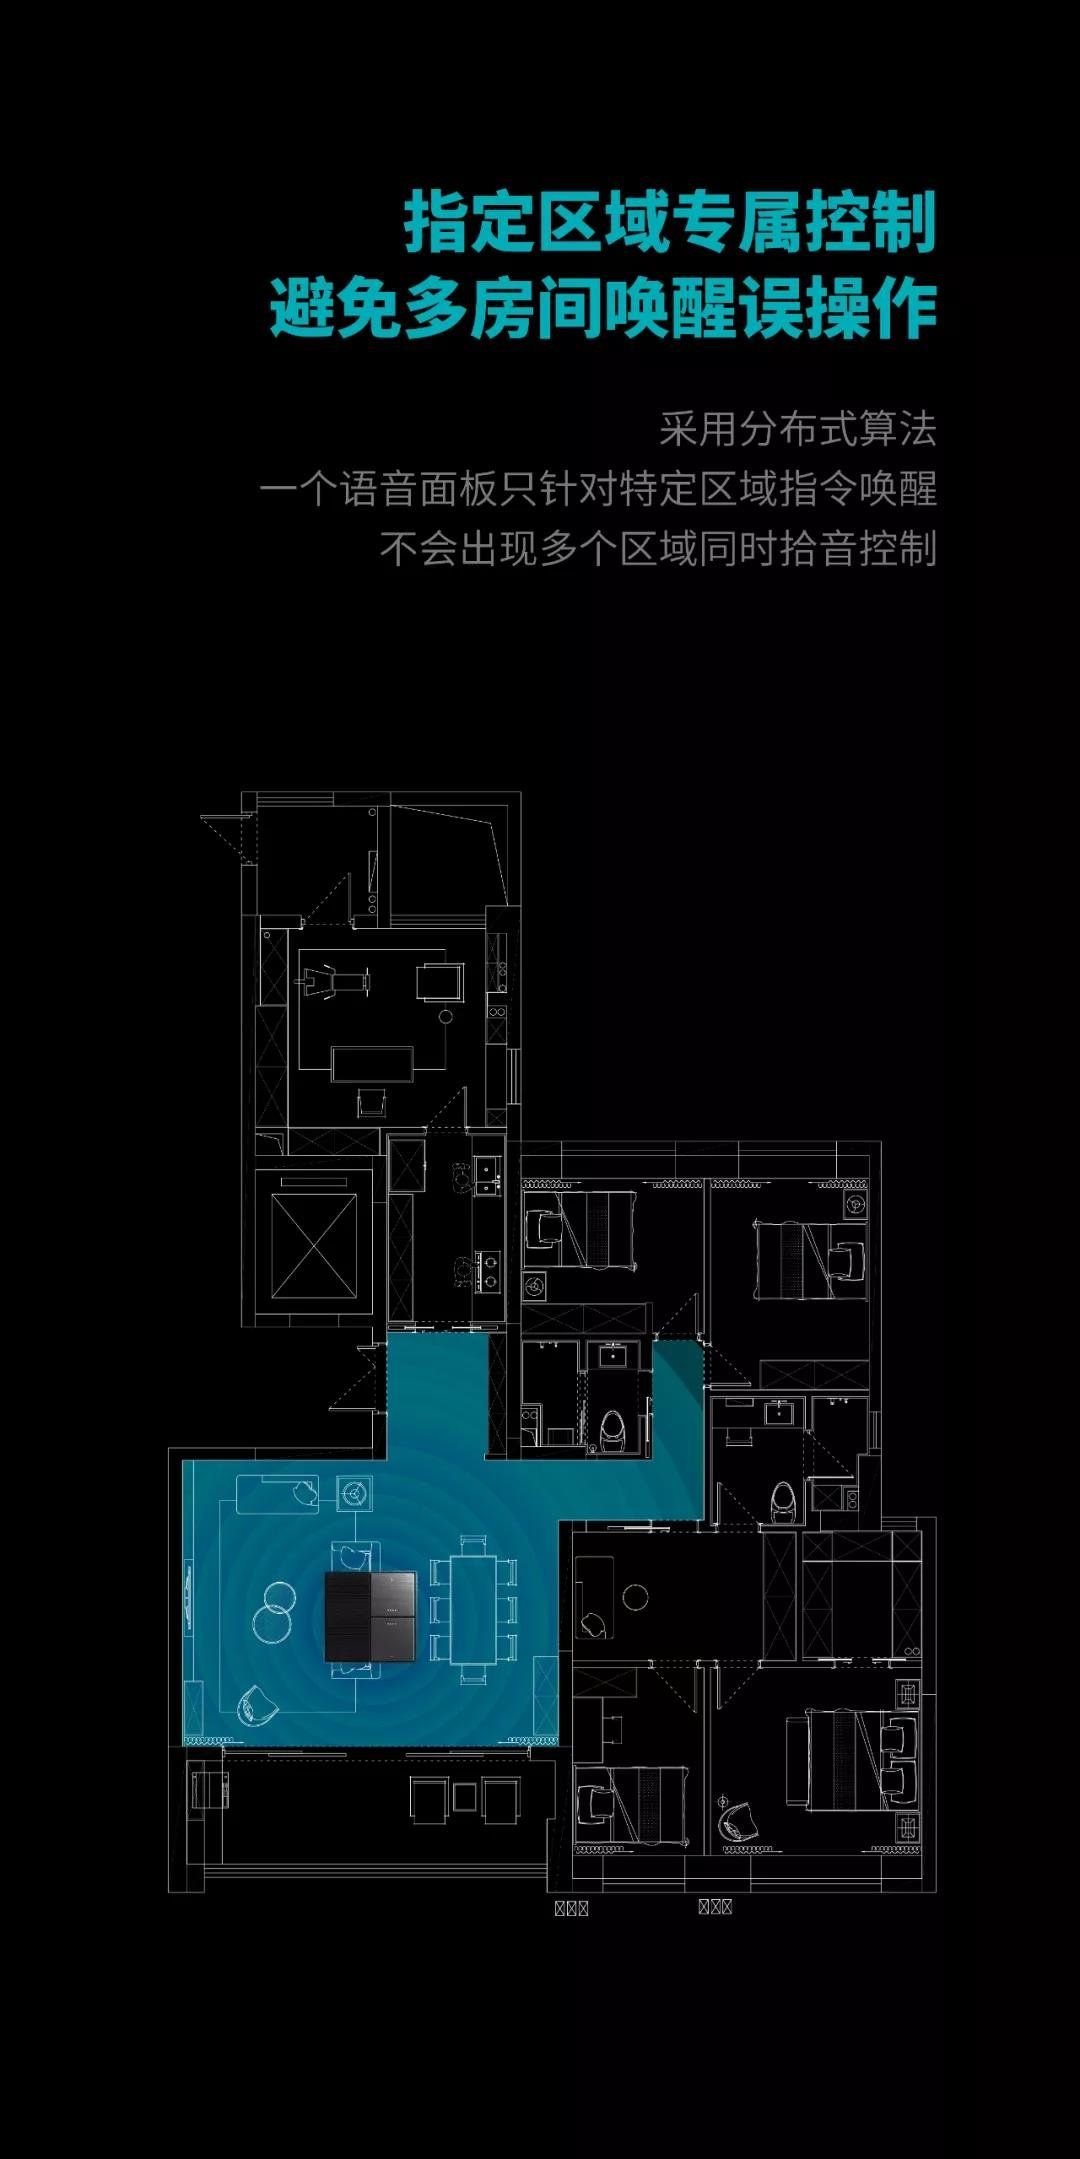 指定区域专属控制
避免多房间唤醒误操作
采用分布式算法
一个语音面板只针对特定区域指令唤醒
不会出现多个区域同时拾音控制